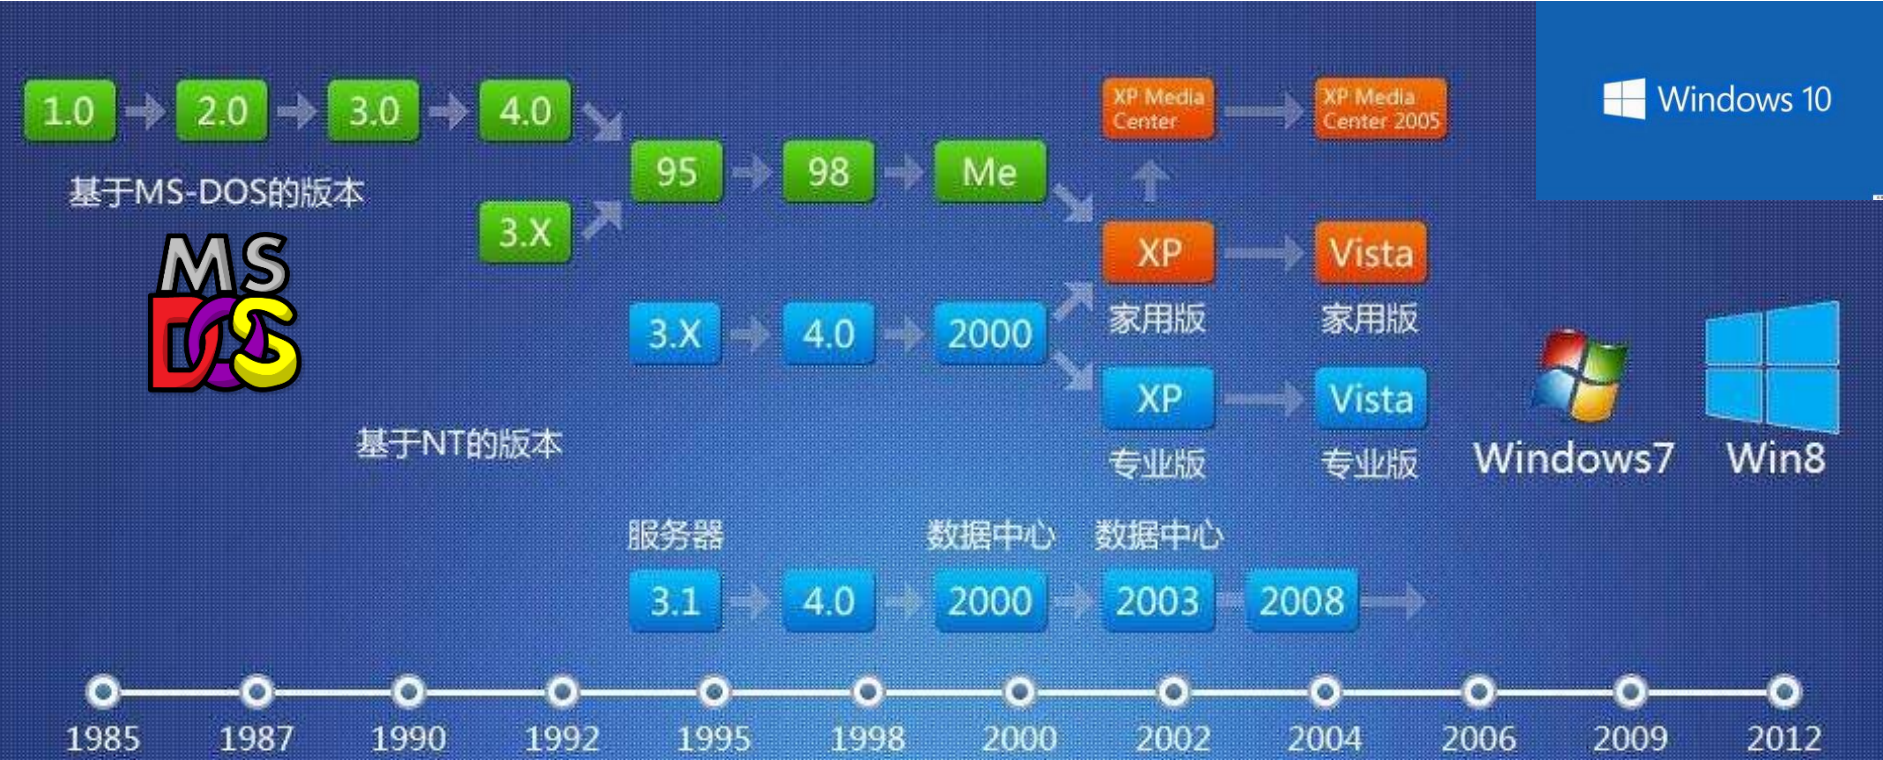 Windows 10
1.0
2.0
3.0
4.0
XP Media
Center
XP Media
Center 2005
95
98
Me
基于MS-DOS的版本
3.X
MS
DOS
XP
Vista
家用版
家用版
3.X
4.0
2000
XP
Vista
专业版
专业版
基于NT的版本
Windows7
Win8
服务器
数据中心
数据中心
3.1
4.0
2000
2003
2008
1985
1987
1990
1992
1995
1998
2000
2002
2004
2006
2009
2012